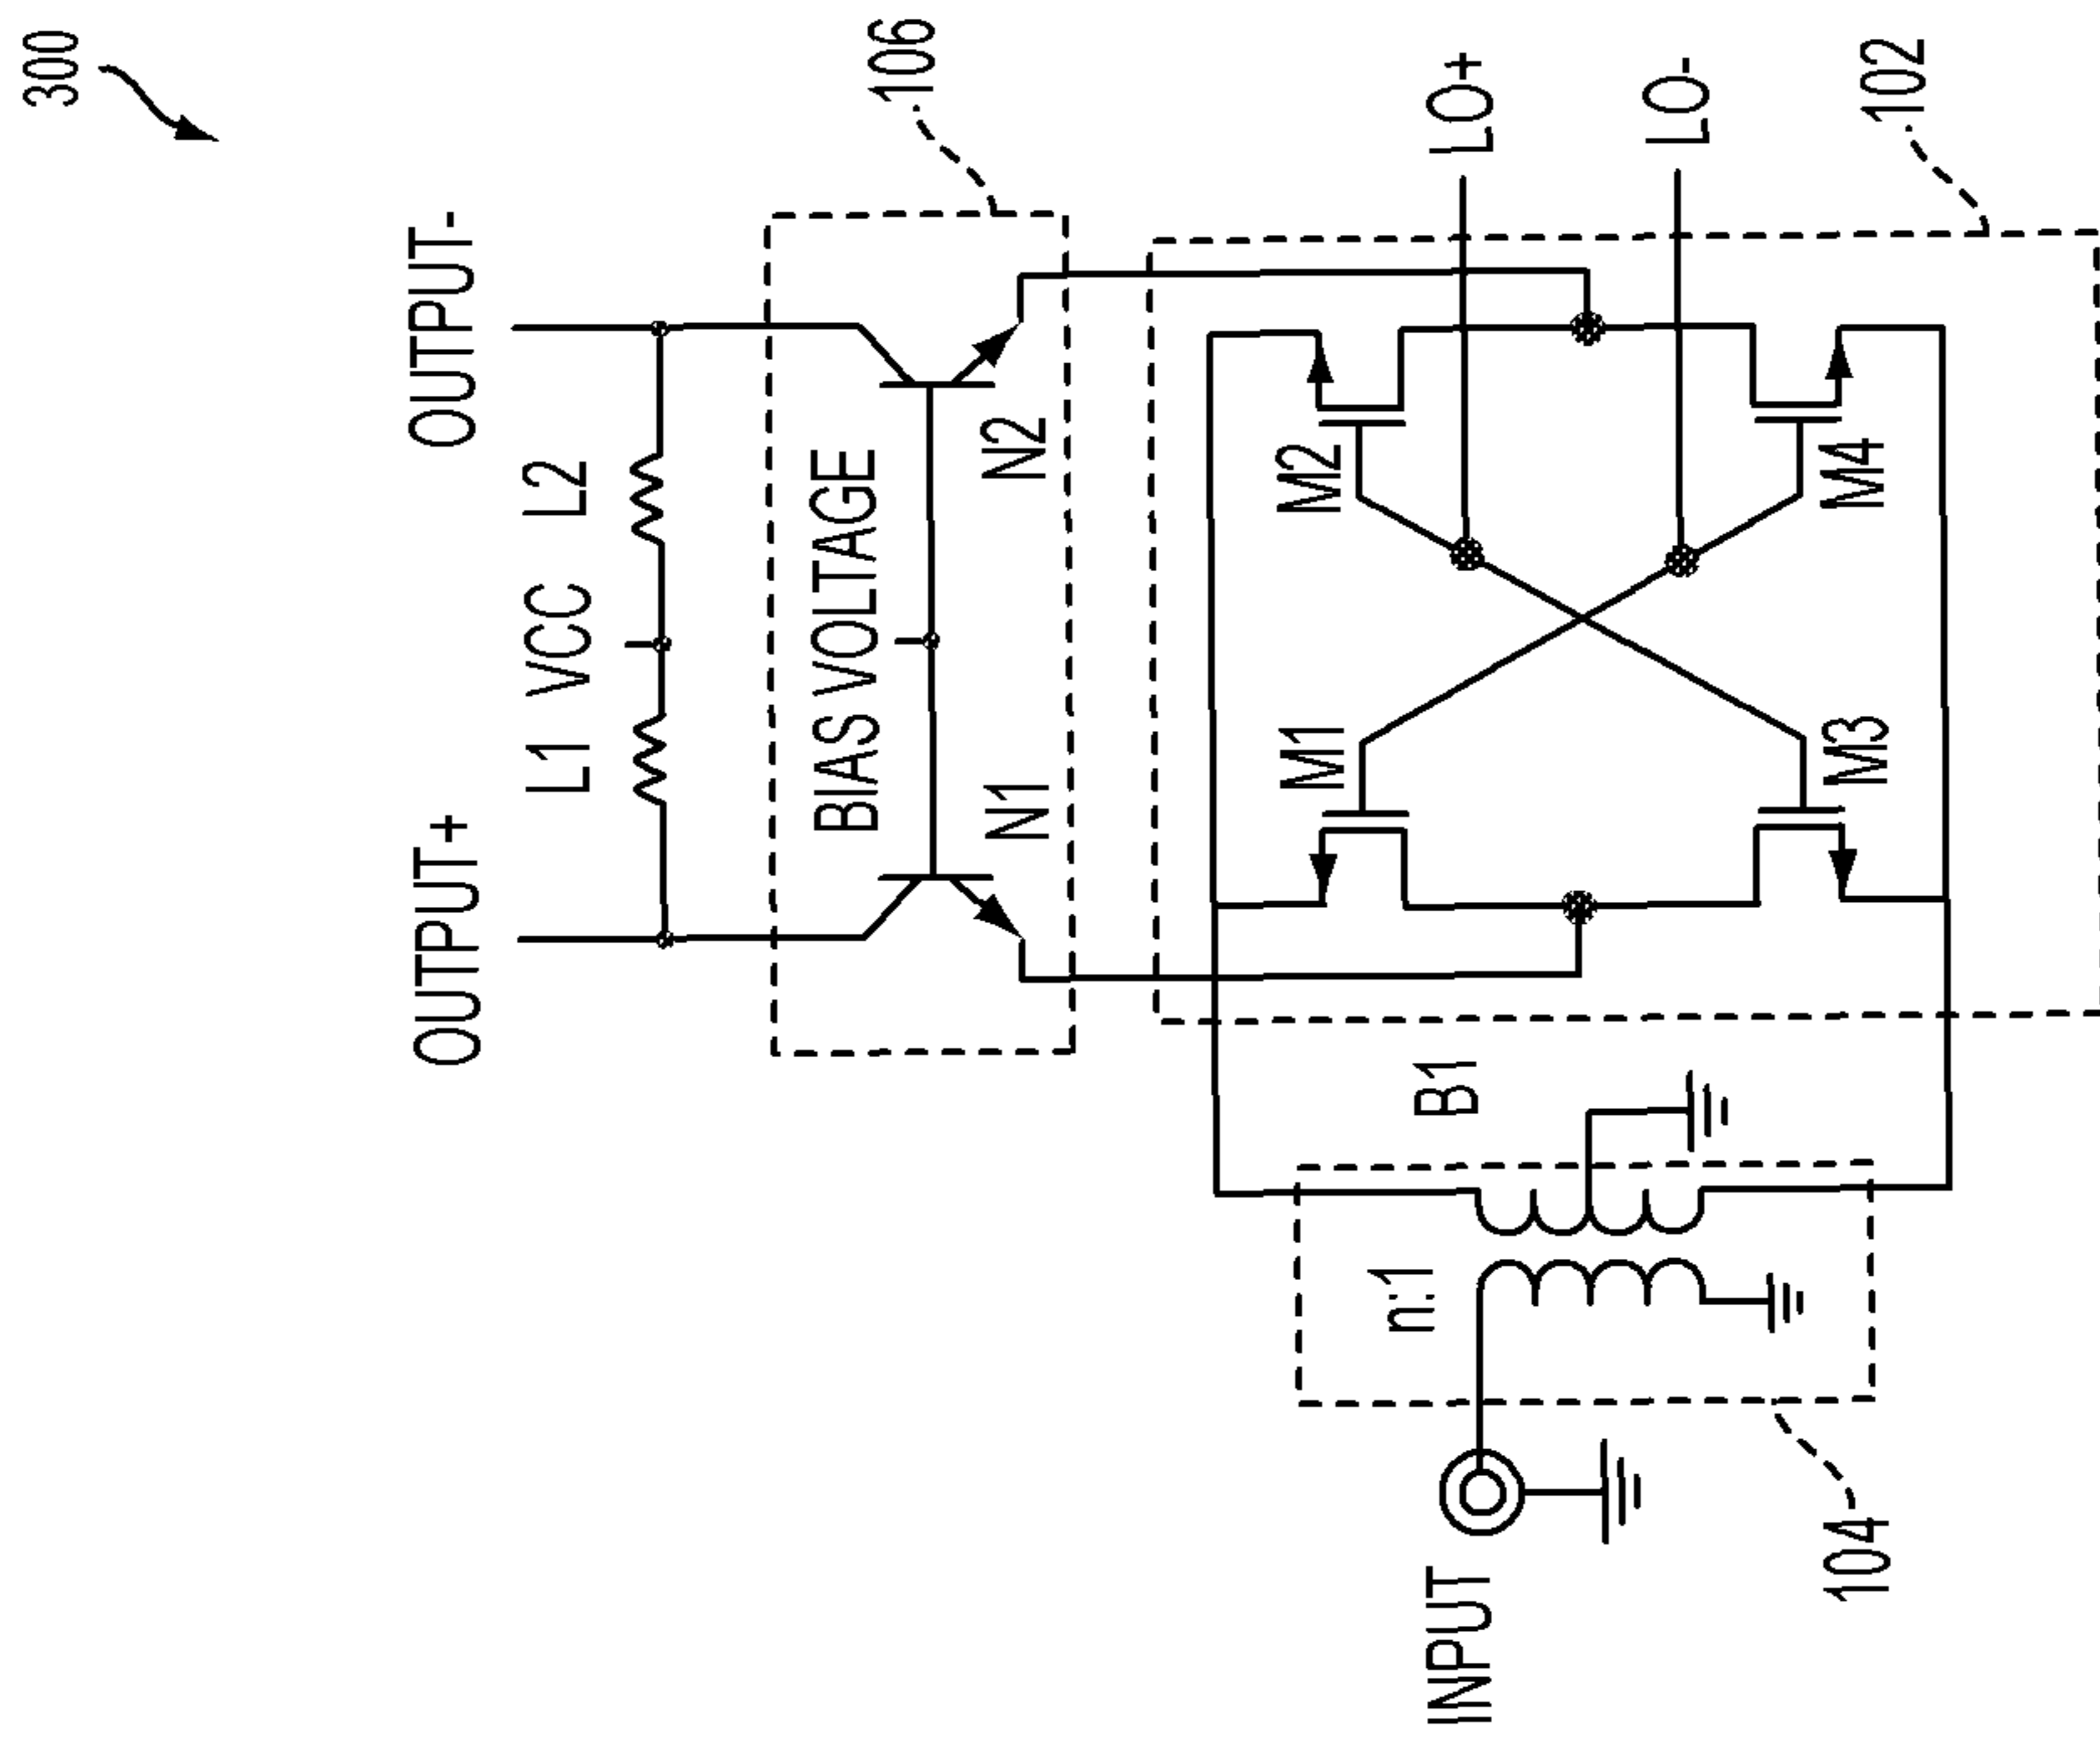 300
OUTPUT+
OUTPUT-
L1
VCC
L2
106
BIAS VOLTAGE
N1
N2
LO+
LO-
102
M1
M2
M3
M4
B1
n:1
INPUT
104